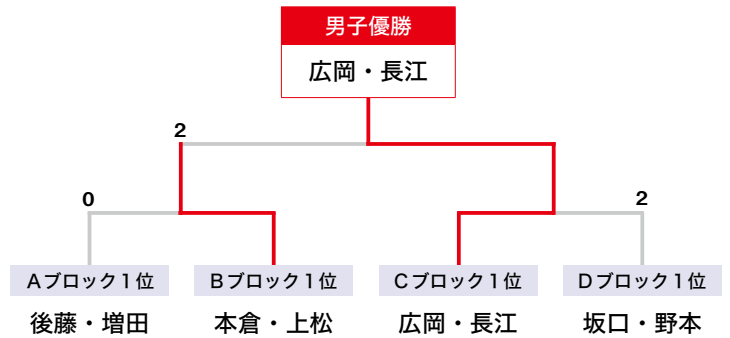 男子優勝
広岡・長江
2
0
2
Aブロック1位
Bブロック1位
Cブロック1位
Dブロック1位
後藤・増田
本倉・上松
広岡・長江
坂口・野本